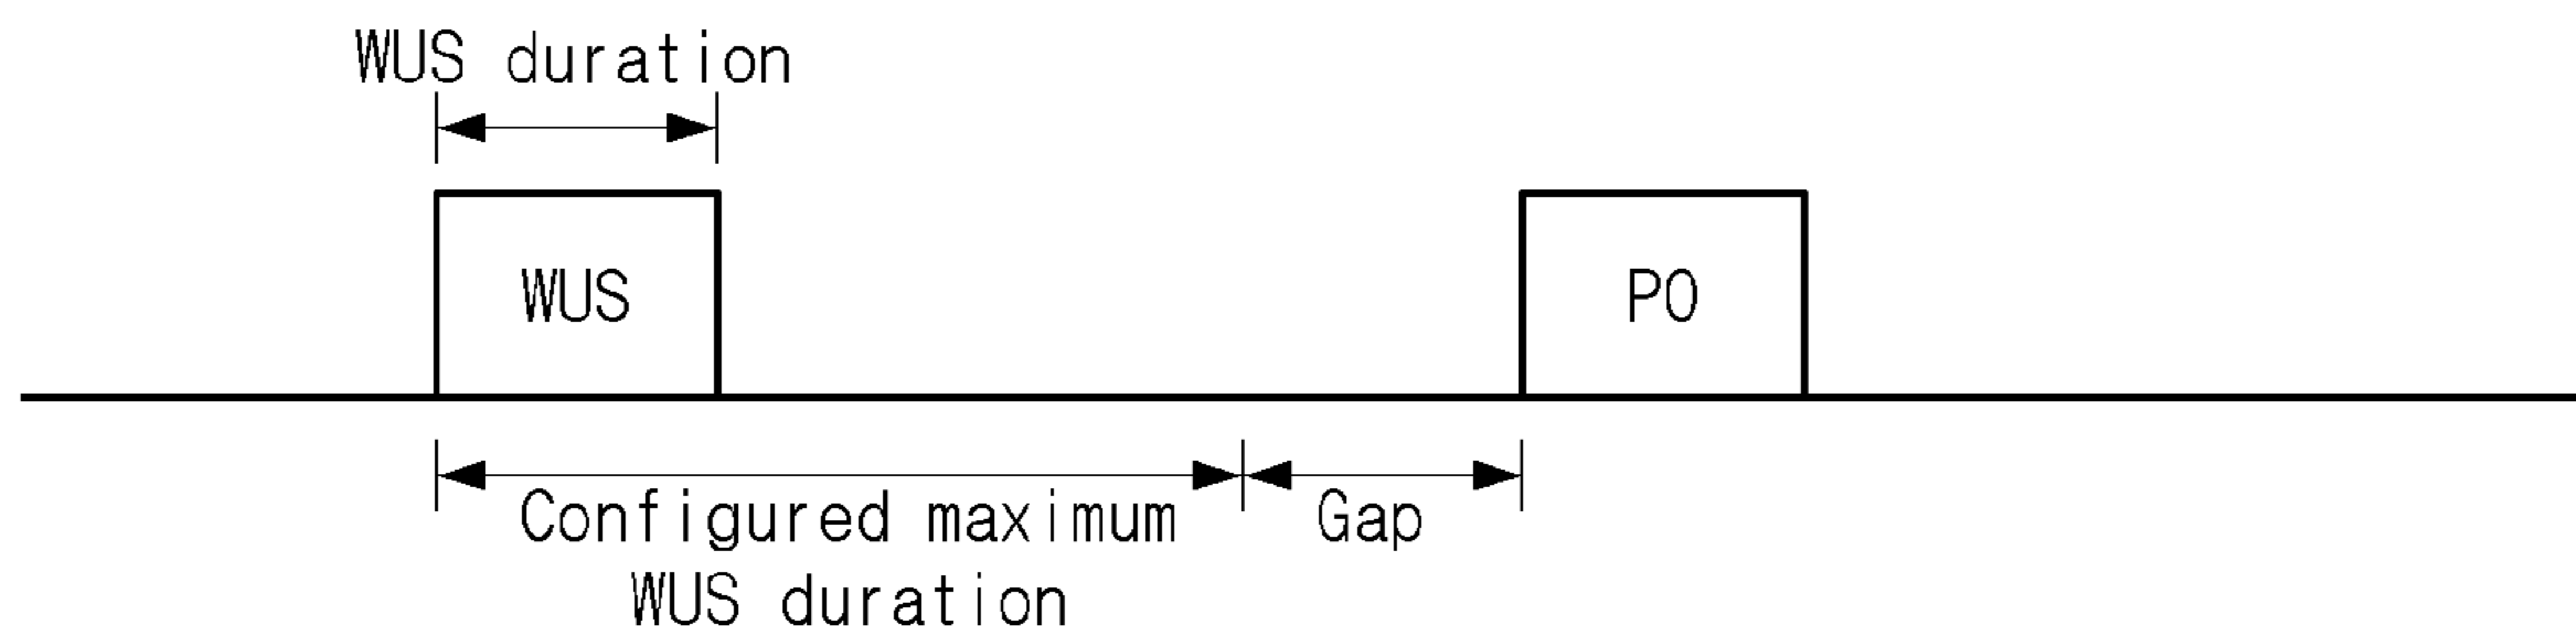 WUS duration
WUS
PO
Configured maximum
WUS duration
Gap